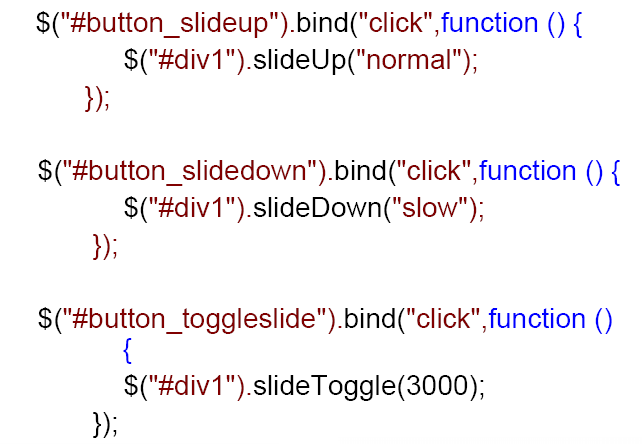 $("#button_slideup").bind("click",function () {
$("#div1").slideUp("normal");
});
$("#button_slidedown").bind("click",function () {
$("#div1").slideDown("slow");
});
$("#button_toggleslide").bind("click",function ()
{
$("#div1").slideToggle(3000);
});